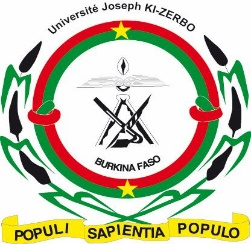 Université Joseph KI-ZERBO
BURKINA FASO
POPULI SAPIENTIA POPULO